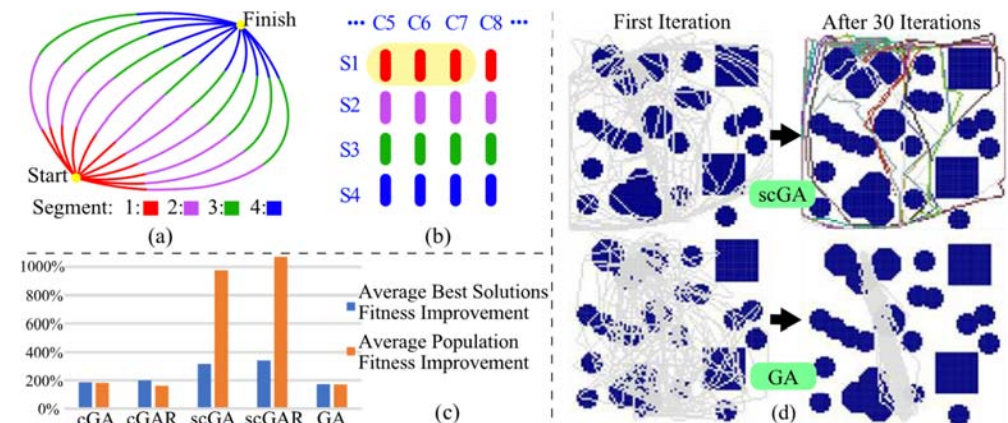 Finish
Start
Segment: 1: 2: 3: 4:
(a)
... C5 C6 C7 C8 ...
S1
S2
S3
S4
(b)
1000%
800%
600%
400%
200%
0%
cGA cGAR scGA scGAR GA
Average Best Solutions
Fitness Improvement
Average Population
Fitness Improvement
(c)
First Iteration After 30 Iterations
scGA
GA
(d)